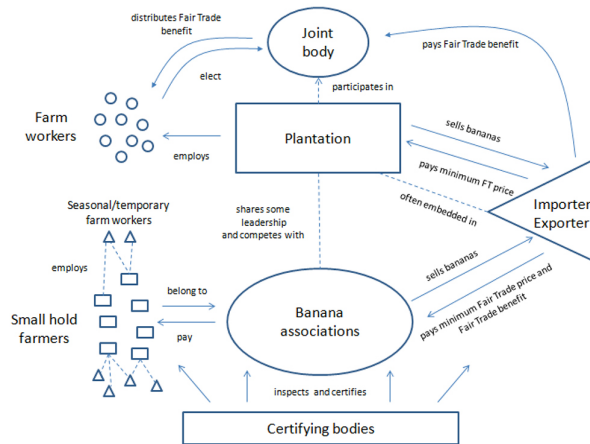 distributes Fair Trade
benefit
Joint
body
pays Fair Trade benefit
elect
participates in
Farm
workers
Plantation
sells bananas
employs
pays minimum FT price
Importer
Exporter
Seasonal/temporary
farm workers
shares some
leadership
and competes with
often embedded in
employs
belong to
sells bananas
Small hold
farmers
Banana
associations
pay
pays minimum Fair Trade price and
Fair Trade benefit
inspects and certifies
Certifying bodies